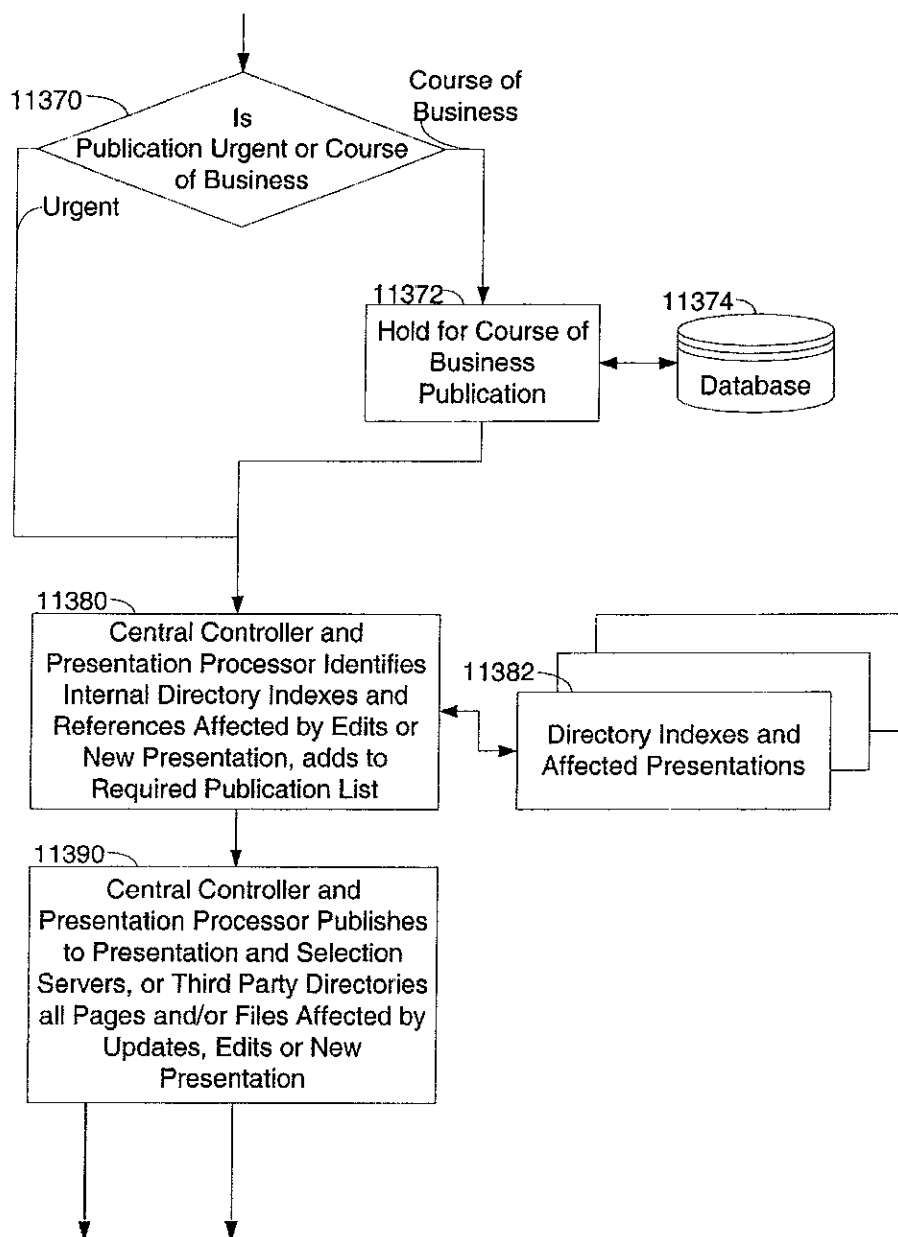 Course of
Business
11370
Is
Publication Urgent or Course
of Business
Urgent
11372
Hold for Course of
Business
Publication
11374
Database
11380
Central Controller and
Presentation Processor Identifies
Internal Directory Indexes and
References Affected by Edits or
New Presentation, adds to
Required Publication List
11382
Directory Indexes and
Affected Presentations
11390
Central Controller and
Presentation Processor Publishes
to Presentation and Selection
Servers, or Third Party Directories
all Pages and/or Files Affected by
Updates, Edits or New
Presentation